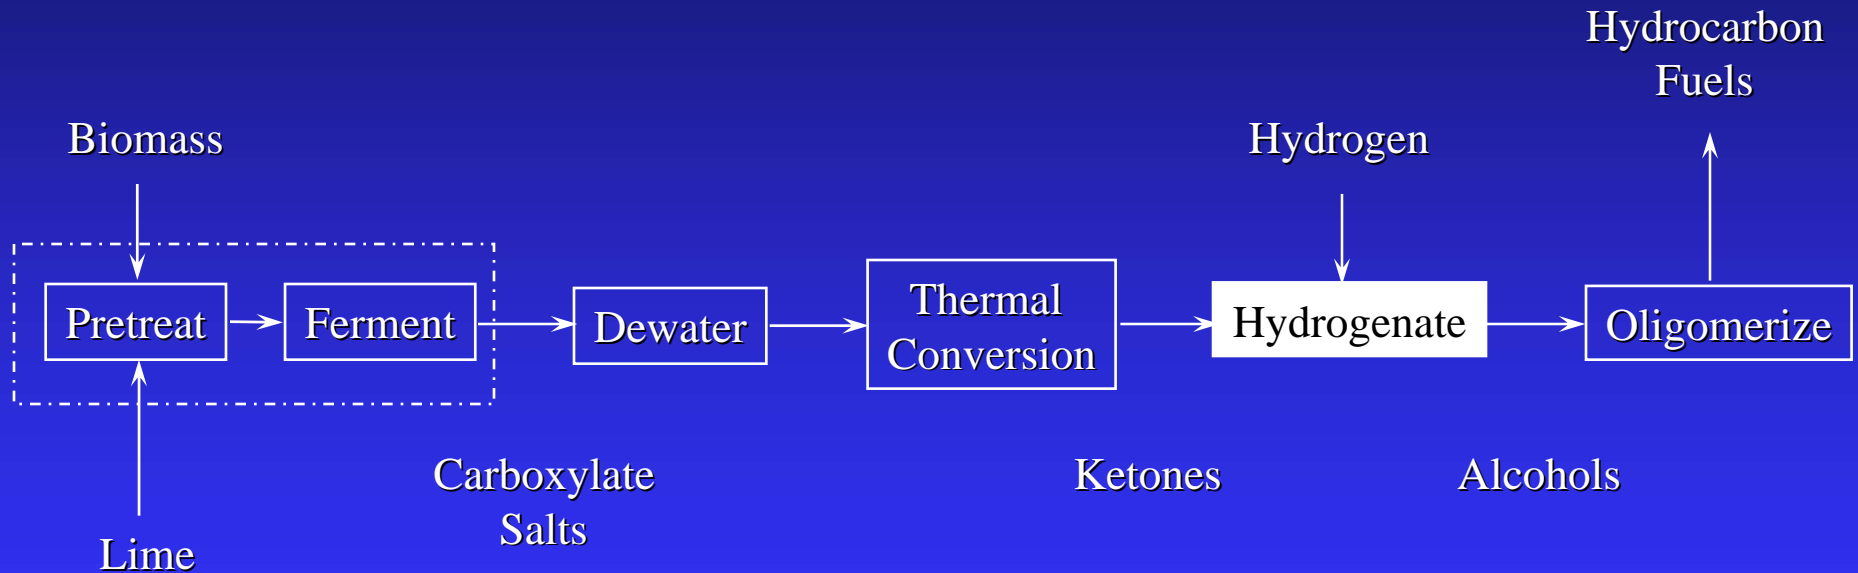 Hydrocarbon
Fuels
Biomass
Hydrogen
Pretreat
Ferment
Dewater
Thermal
Conversion
Hydrogenate
Oligomerize
Carboxylate
Salts
Ketones
Alcohols
Lime